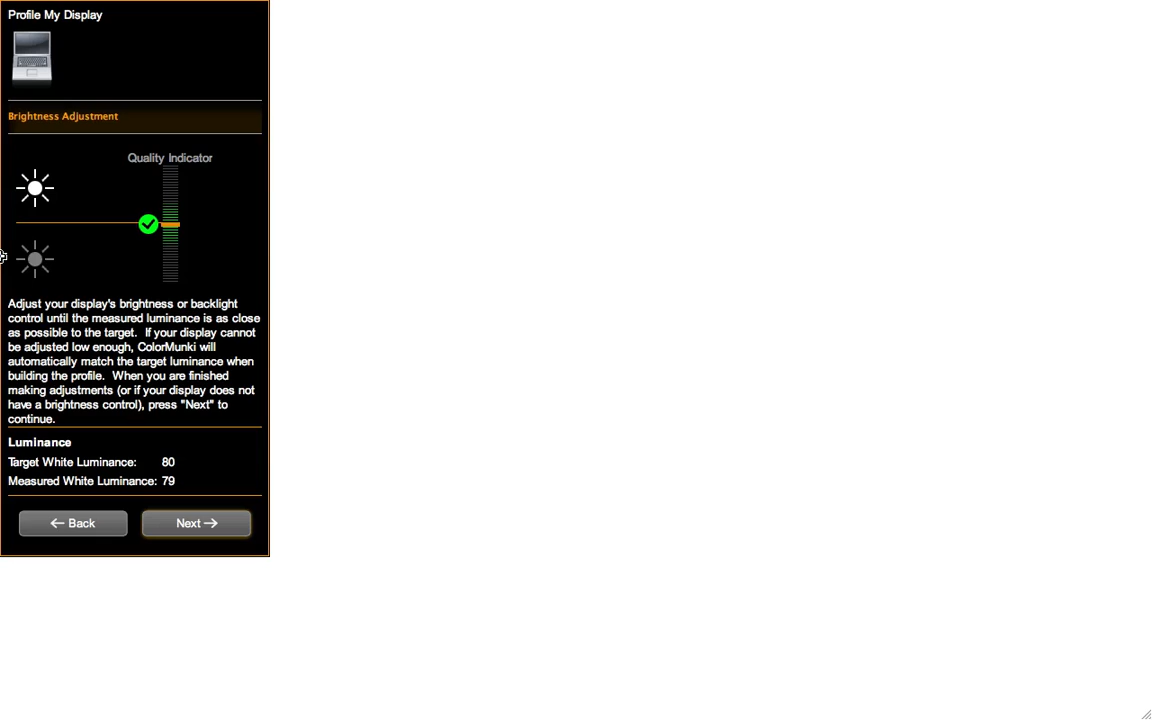 Profile My Display
Brightness Adjustment
Quality Indicator
Adjust your display's brightness or backlight
control until the measured luminance is as close
as possible to the target.  If your display cannot
be adjusted low enough, ColorMunki will
automatically match the target luminance when
building the profile.  When you are finished
making adjustments (or if your display does not
have a brightness control), press "Next" to
continue.
Luminance
Target White Luminance: 80
Measured White Luminance: 79
← Back
Next →